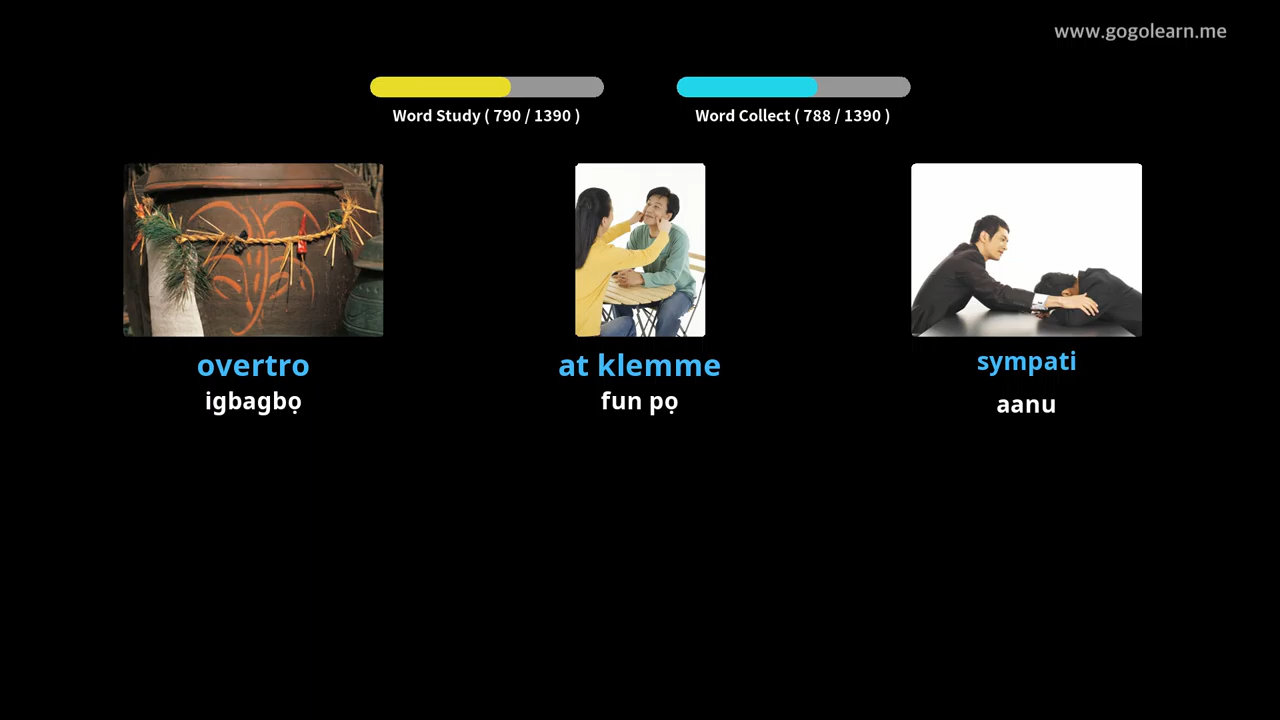 www.gogolearn.me
Word Study ( 790 / 1390 )
Word Collect ( 788 / 1390 )
overtro
igbagbọ
at klemme
fun pọ
sympati
aanu